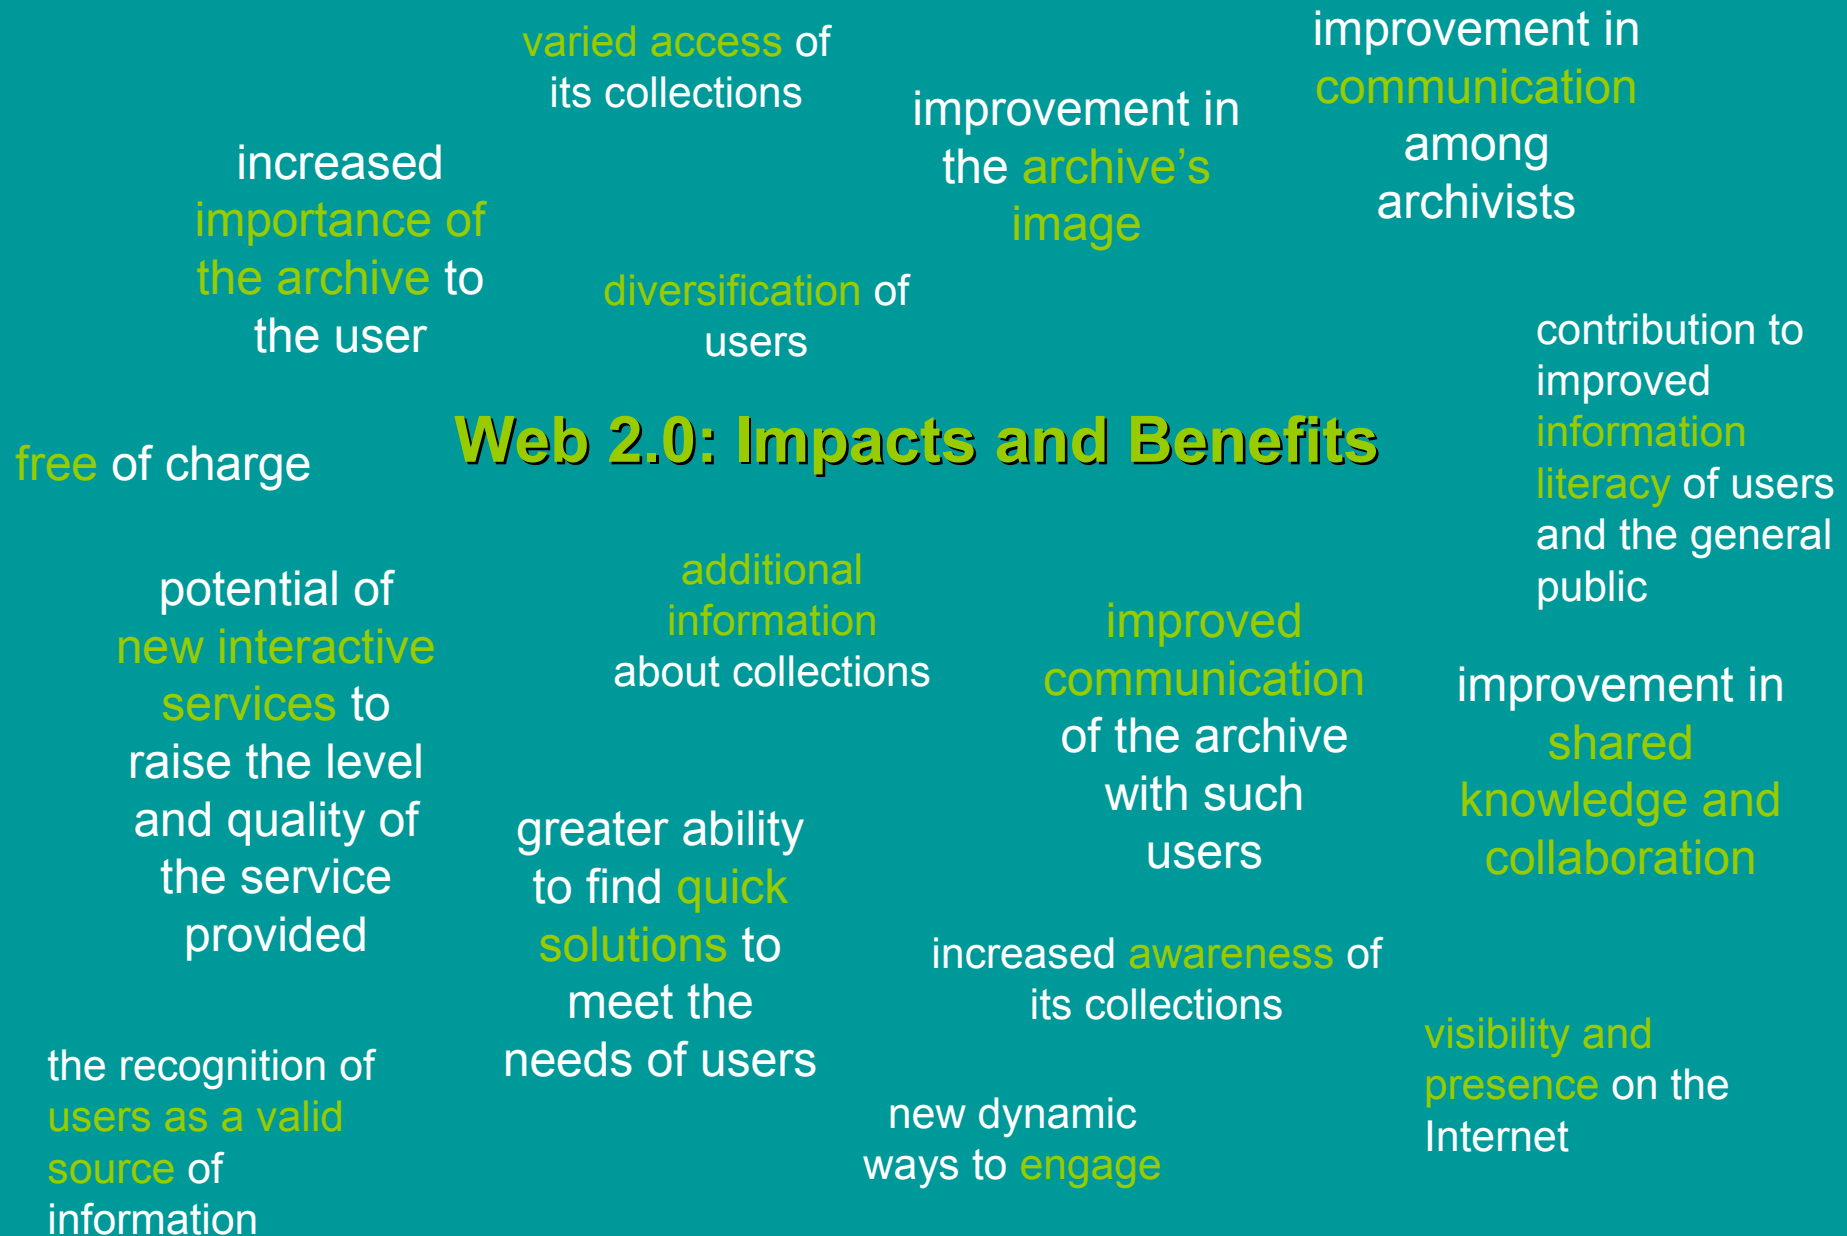 varied access of
its collections
improvement in
communication
among
archivists
improvement in
the archive’s
image
increased
importance of
the archive to
the user
diversification of
users
contribution to
improved
information
literacy of users
and the general
public
Web 2.0: Impacts and Benefits
free of charge
potential of
new interactive
services to
raise the level
and quality of
the service
provided
additional
information
about collections
improved
communication
of the archive
with such
users
improvement in
shared
knowledge and
collaboration
greater ability
to find quick
solutions to
meet the
needs of users
increased awareness of
its collections
visibility and
presence on the
Internet
the recognition of
users as a valid
source of
information
new dynamic
ways to engage